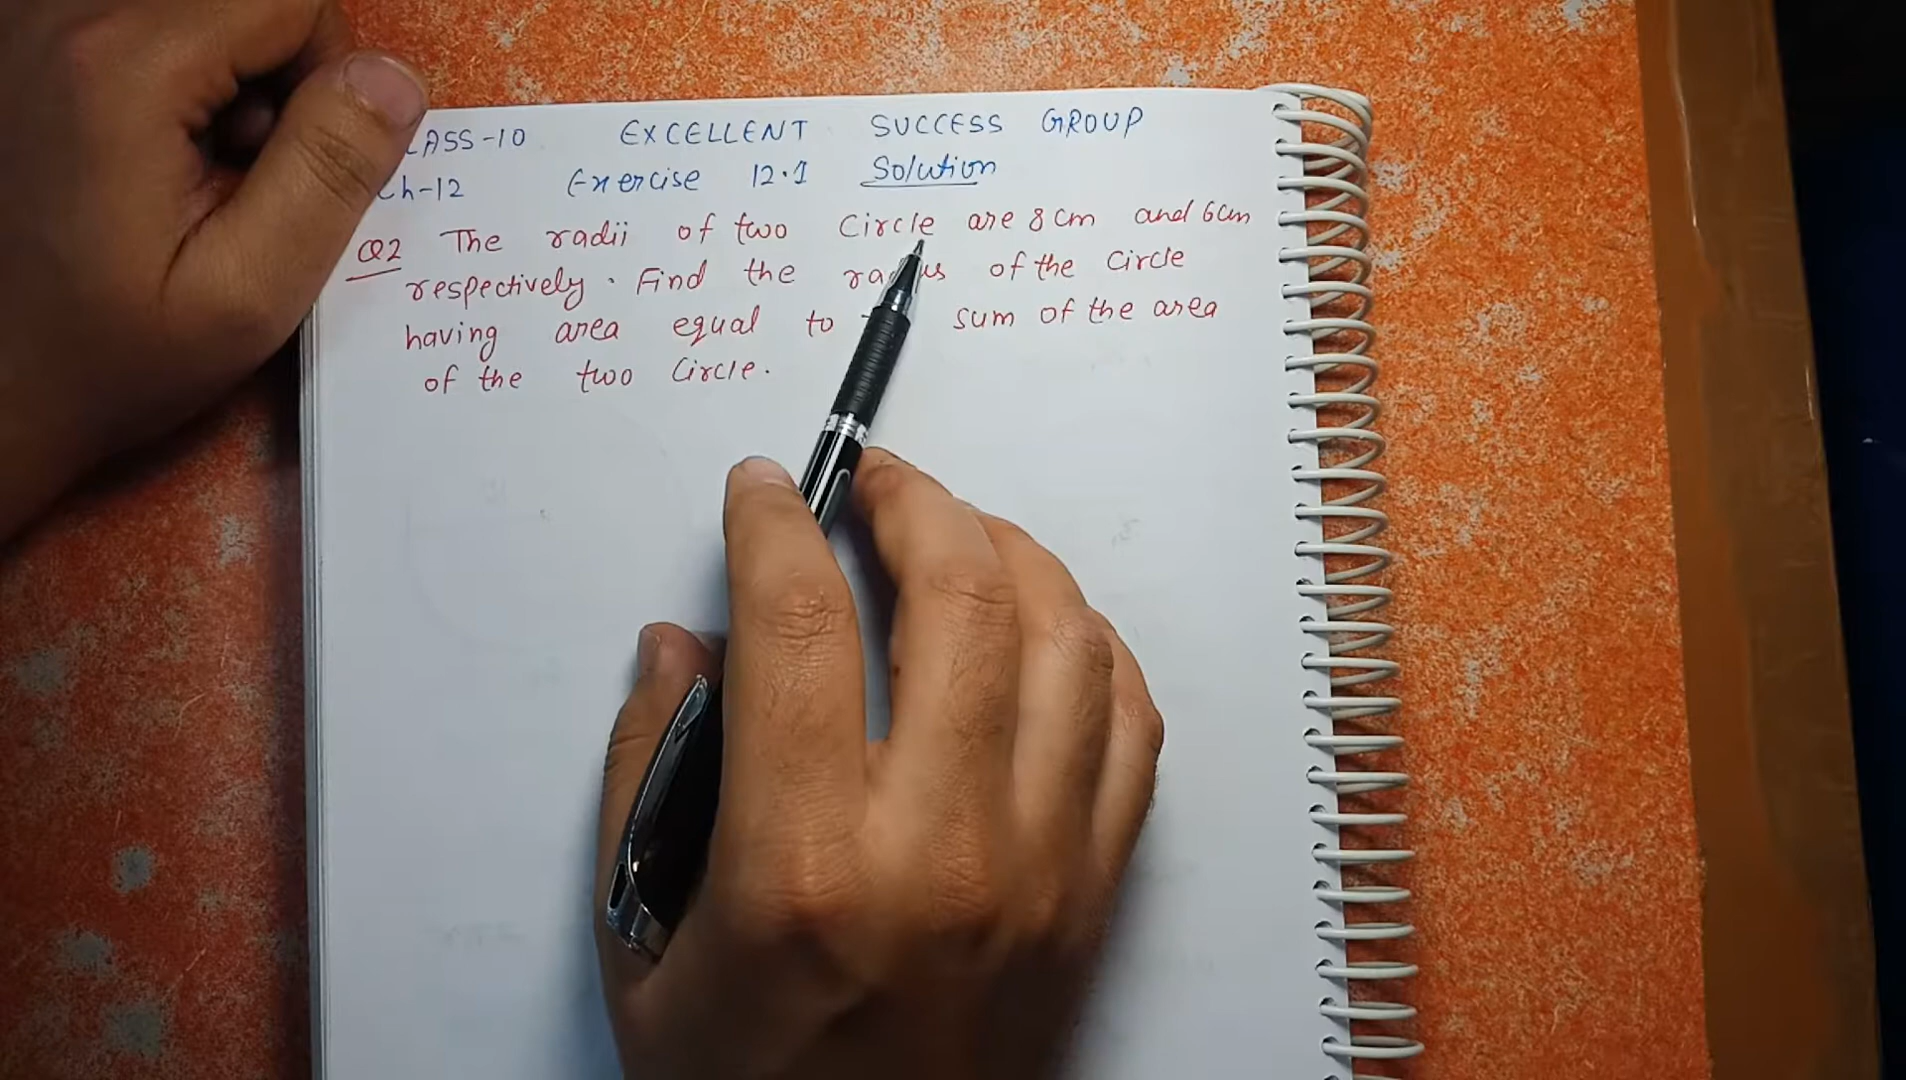 LASS-10 EXCELLENT SUCCESS GROUP
Ch-12 Exercise 12.1 Solution
Q2 The radii of two Circle are 8cm and 6cm
respectively. Find the radius of the Circle
having area equal to sum of the area
of the two Circle.